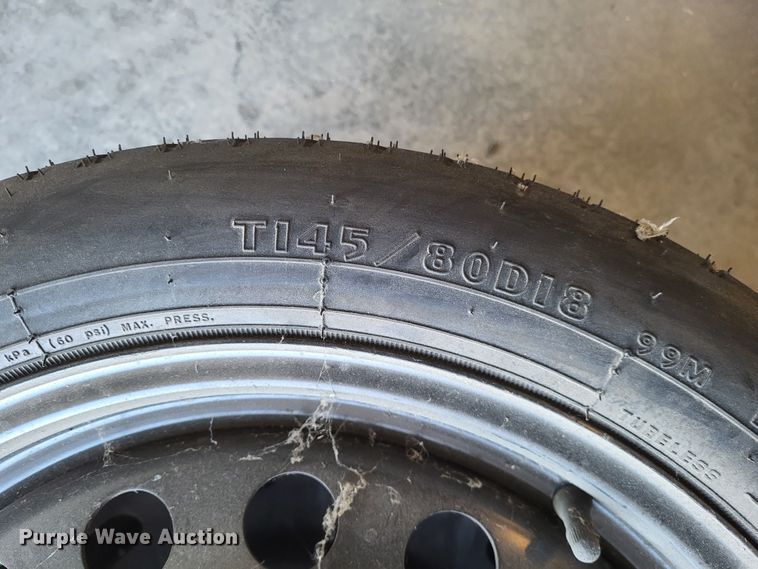 T145/80D18 99M
kPa (60 psi) MAX. PRESS.
TUBELESS
Purple Wave Auction®